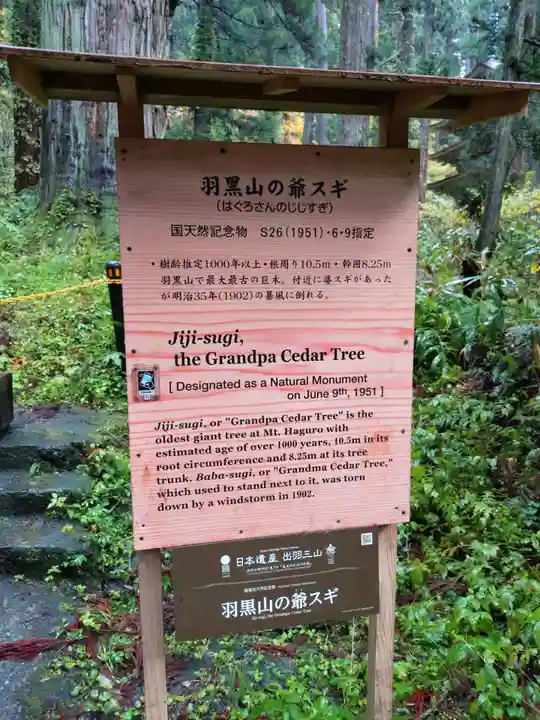 羽黒山の爺スギ
(はぐろさんのじじすぎ)
国天然記念物 S26(1951)・6・9指定
・樹齢推定1000年以上・根周り10.5m・幹囲8.25m
羽黒山で最大最古の巨木。付近に婆スギがあった
が明治35年(1902)の暴風に倒れる。
Jiji-sugi,
the Grandpa Cedar Tree
[ Designated as a Natural Monument
on June 9th, 1951 ]
Jiji-sugi, or "Grandpa Cedar Tree" is the
oldest giant tree at Mt. Haguro with
estimated age of over 1000 years, 10.5m in its
root circumference and 8.25m at its tree
trunk. Baba-sugi, or "Grandma Cedar Tree,"
which used to stand next to it, was torn
down by a windstorm in 1902.
日本遺産 出羽三山
羽黒山の爺スギ
Jiji-sugi, the Grandpa Cedar Tree